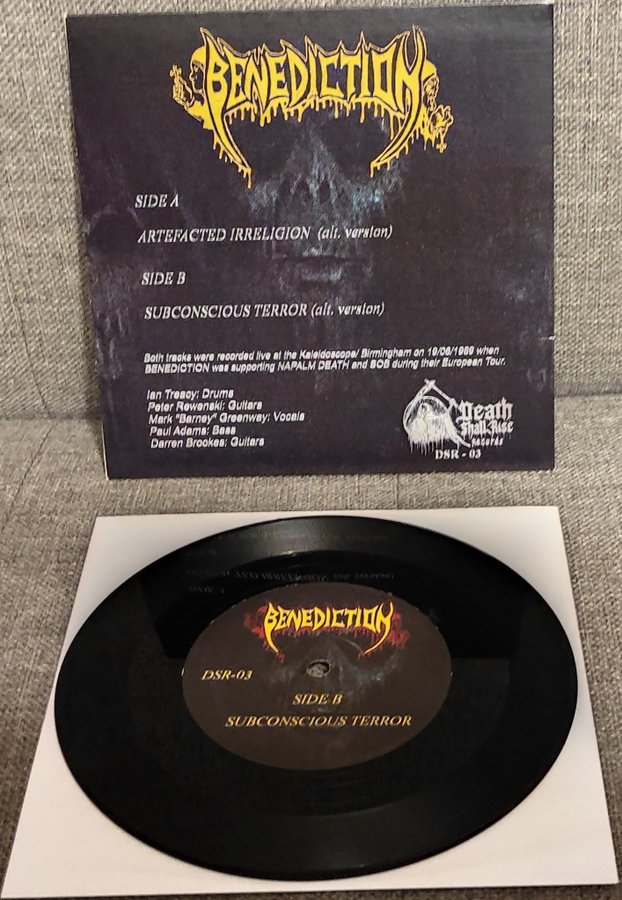 BENEDICTION
SIDE A
ARTEFACTED IRRELIGION (alt. version)
SIDE B
SUBCONSCIOUS TERROR (alt. version)
Both tracks were recorded live at the Kaleidoscope/ Birmingham on 19/06/1989 when
BENEDICTION was supporting NAPALM DEATH and SOB during their European Tour.
Ian Treacy: Drums
Peter Rewenski: Guitars
Mark "Barney" Greenway: Vocals
Paul Adams: Bass
Darren Brookes: Guitars
Death
Shall Rise
records
DSR - 03
BENEDICTION
DSR-03
SIDE B
SUBCONSCIOUS TERROR